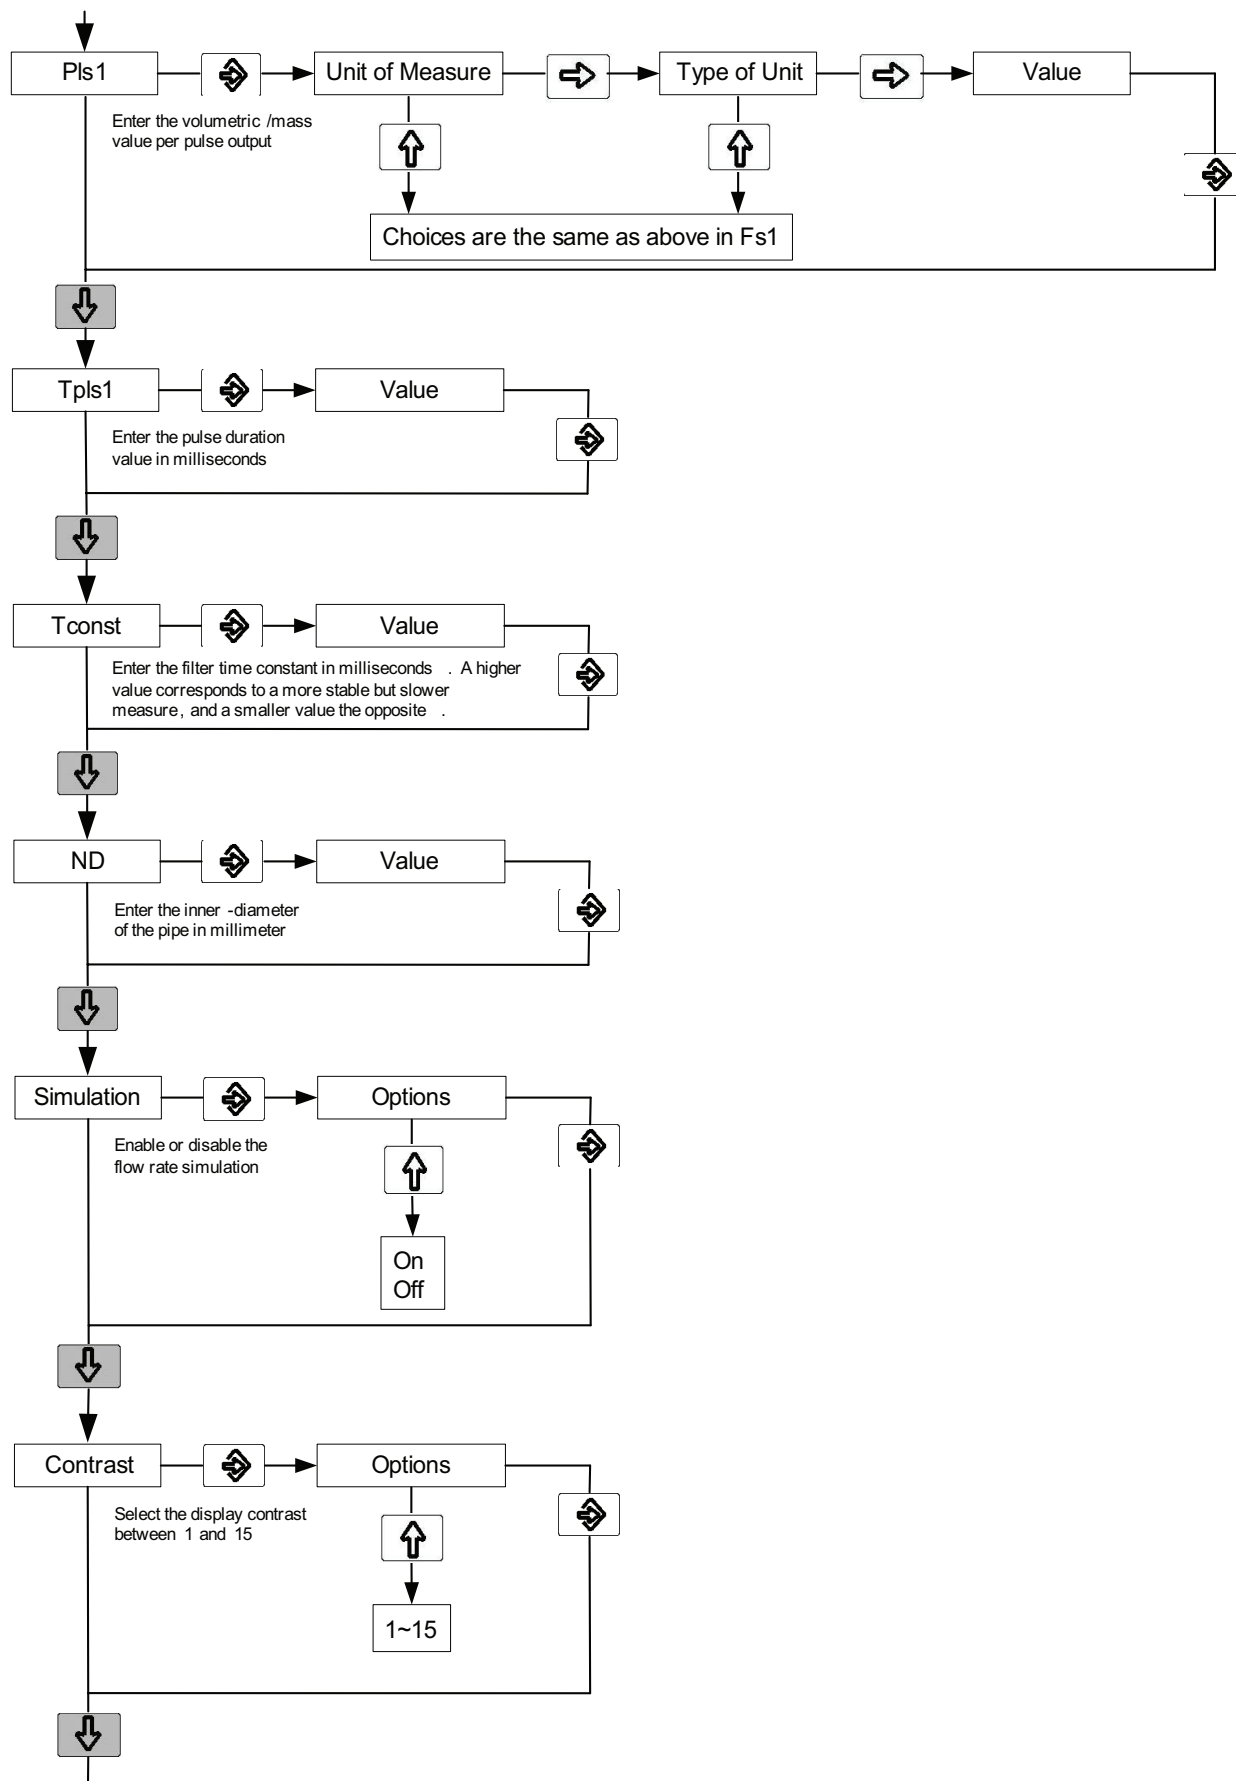 Pls1
Unit of Measure
Type of Unit
Value
Enter the volumetric /mass
value per pulse output
Choices are the same as above in Fs1
Tpls1
Value
Enter the pulse duration
value in milliseconds
Tconst
Value
Enter the filter time constant in milliseconds . A higher
value corresponds to a more stable but slower
measure, and a smaller value the opposite .
ND
Value
Enter the inner -diameter
of the pipe in millimeter
Simulation
Options
Enable or disable the
flow rate simulation
On
Off
Contrast
Options
Select the display contrast
between 1 and 15
1~15